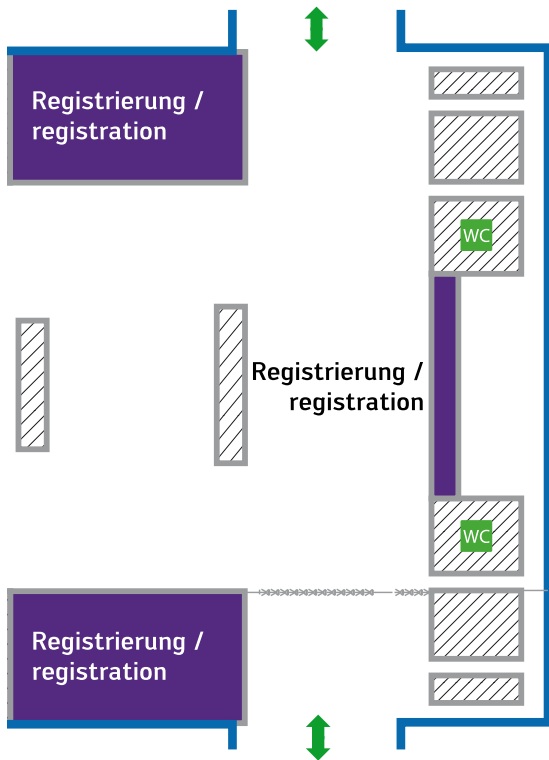 Registrierung /
registration
WC
Registrierung /
registration
WC
Registrierung /
registration